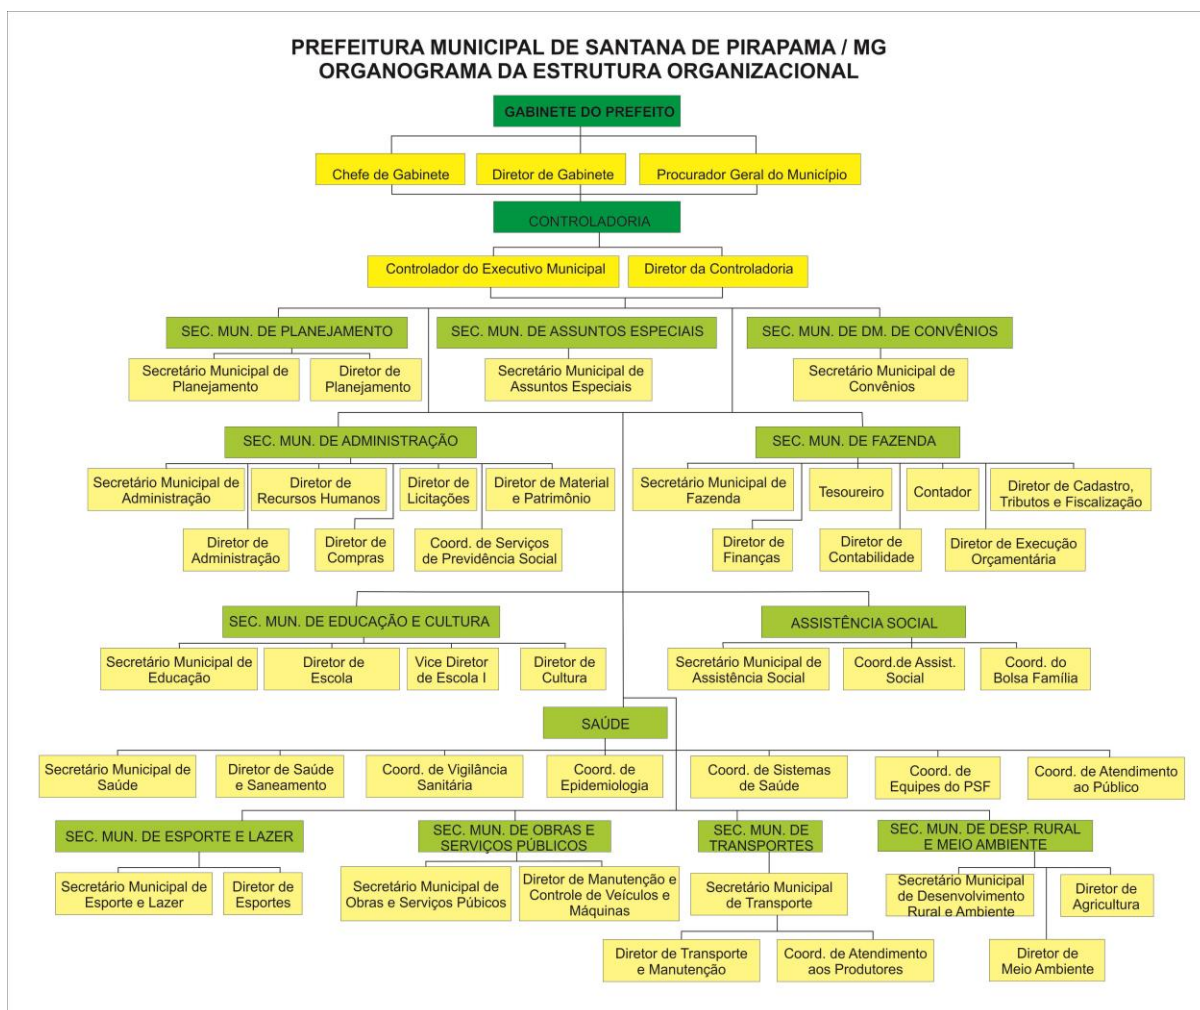 PREFEITURA MUNICIPAL DE SANTANA DE PIRAPAMA / MG
ORGANOGRAMA DA ESTRUTURA ORGANIZACIONAL
GABINETE DO PREFEITO
Chefe de Gabinete
Diretor de Gabinete
Procurador Geral do Município
CONTROLADORIA
Controlador do Executivo Municipal
Diretor da Controladoria
SEC. MUN. DE PLANEJAMENTO
SEC. MUN. DE ASSUNTOS ESPECIAIS
SEC. MUN. DE DM. DE CONVÊNIOS
Secretário Municipal de
Planejamento
Diretor de
Planejamento
Secretário Municipal de
Assuntos Especiais
Secretário Municipal de
Convênios
SEC. MUN. DE ADMINISTRAÇÃO
SEC. MUN. DE FAZENDA
Secretário Municipal de
Administração
Diretor de
Recursos Humanos
Diretor de
Licitações
Diretor de Material
e Patrimônio
Secretário Municipal de
Fazenda
Tesoureiro
Contador
Diretor de Cadastro,
Tributos e Fiscalização
Diretor de
Administração
Diretor de
Compras
Coord. de Serviços
de Previdência Social
Diretor de
Finanças
Diretor de
Contabilidade
Diretor de Execução
Orçamentária
SEC. MUN. DE EDUCAÇÃO E CULTURA
ASSISTÊNCIA SOCIAL
Secretário Municipal de
Educação
Diretor de
Escola
Vice Diretor
de Escola I
Diretor de
Cultura
Secretário Municipal de
Assistência Social
Coord.de Assist.
Social
Coord. do
Bolsa Família
SAÚDE
Secretário Municipal de
Saúde
Diretor de Saúde
e Saneamento
Coord. de Vigilância
Sanitária
Coord. de
Epidemiologia
Coord. de Sistemas
de Saúde
Coord. de
Equipes do PSF
Coord. de Atendimento
ao Público
SEC. MUN. DE ESPORTE E LAZER
SEC. MUN. DE OBRAS E
SERVIÇOS PÚBLICOS
SEC. MUN. DE
TRANSPORTES
SEC. MUN. DE DESP. RURAL
E MEIO AMBIENTE
Secretário Municipal de
Esporte e Lazer
Diretor de
Esportes
Secretário Municipal de
Obras e Serviços Púbicos
Diretor de Manutenção e
Controle de Veículos e
Máquinas
Secretário Municipal
de Transporte
Secretário Municipal
de Desenvolvimento
Rural e Ambiente
Diretor de
Agricultura
Diretor de Transporte
e Manutenção
Coord. de Atendimento
aos Produtores
Diretor de
Meio Ambiente